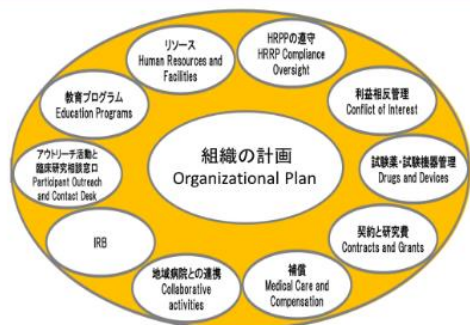 リソース
Human Resources and
Facilities
HRPPの遵守
HRRP Compliance
Oversight
利益相反管理
Conflict of Interest
試験薬・試験機器管理
Drugs and Devices
契約と研究費
Contracts and Grants
補償
Medical Care and
Compensation
地域病院との連携
Collaborative
activities
IRB
アウトリーチ活動と
臨床研究相談窓口
Participant Outreach
and Contact Desk
教育プログラム
Education Programs
組織の計画
Organizational Plan